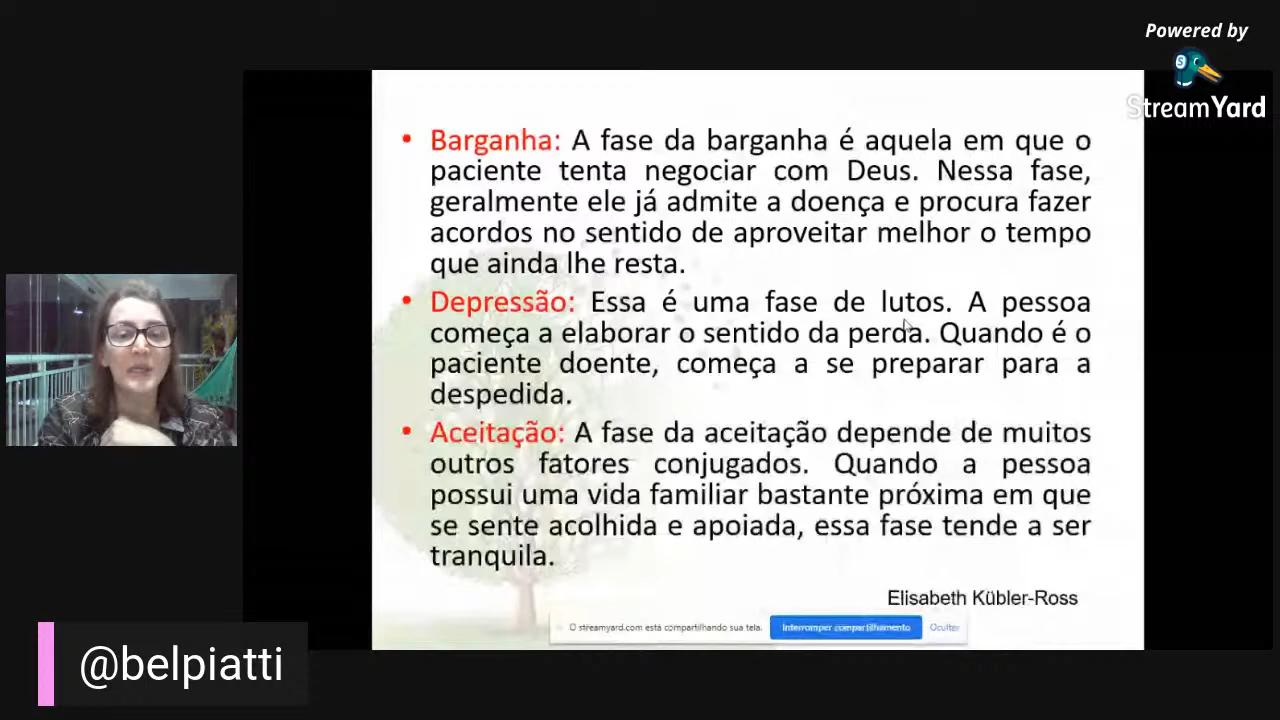 Powered by
StreamYard
• Barganha: A fase da barganha é aquela em que o
paciente tenta negociar com Deus. Nessa fase,
geralmente ele já admite a doença e procura fazer
acordos no sentido de aproveitar melhor o tempo
que ainda lhe resta.
• Depressão: Essa é uma fase de lutos. A pessoa
começa a elaborar o sentido da perda. Quando é o
paciente doente, começa a se preparar para a
despedida.
• Aceitação: A fase da aceitação depende de muitos
outros fatores conjugados. Quando a pessoa
possui uma vida familiar bastante próxima em que
se sente acolhida e apoiada, essa fase tende a ser
tranquila.
Elisabeth Kübler-Ross
O streamyard.com está compartilhando sua tela. Interromper compartilhamento Ocultar
@belpiatti